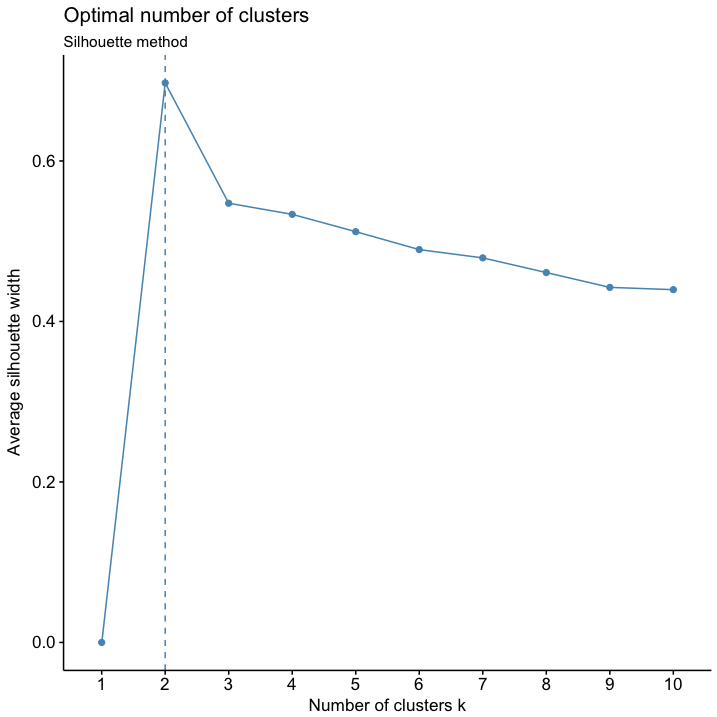 Optimal number of clusters
Silhouette method
Average silhouette width
0.6
0.4
0.2
0.0
1 2 3 4 5 6 7 8 9 10
Number of clusters k